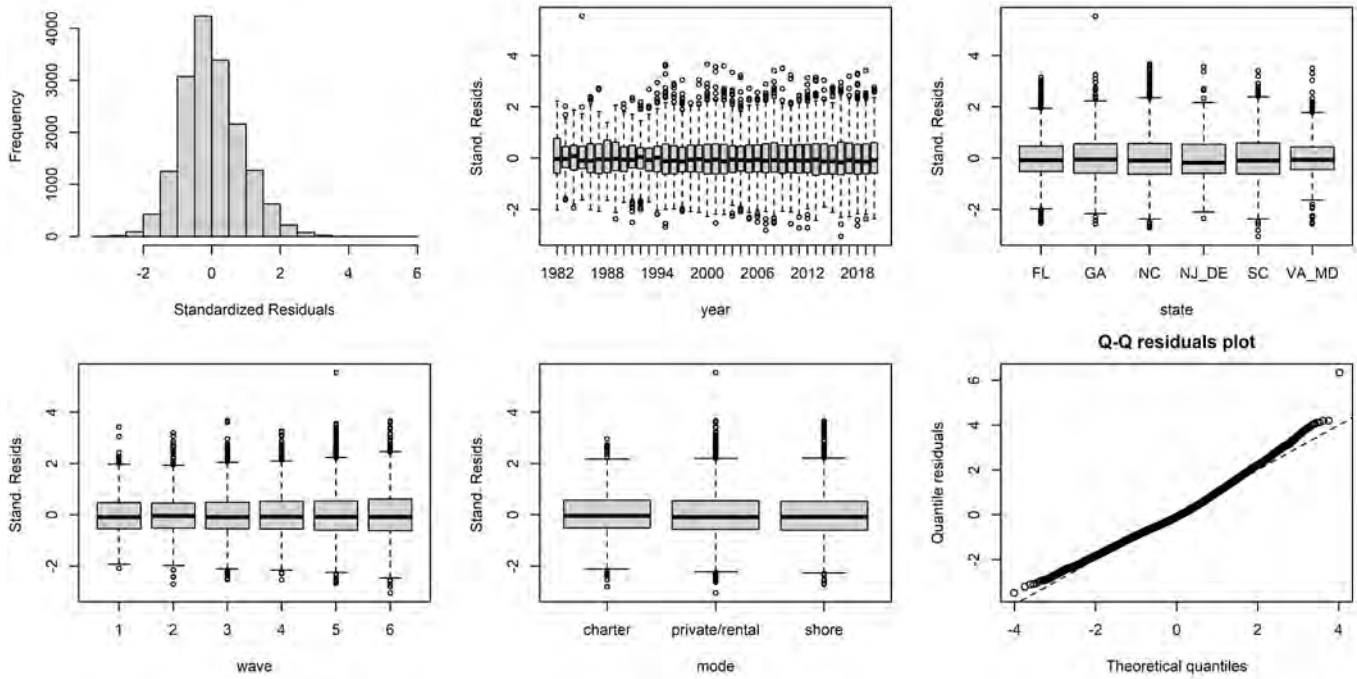 Frequency
4000
3000
2000
1000
0
-2 0 2 4 6
Standardized Residuals
Stand. Resids.
4
2
0
-2
1982 1988 1994 2000 2006 2012 2018
year
Stand. Resids.
4
2
0
-2
FL GA NC NJ_DE SC VA_MD
state
Stand. Resids.
4
2
0
-2
1 2 3 4 5 6
wave
Stand. Resids.
4
2
0
-2
charter private/rental shore
mode
Q-Q residuals plot
Quantile residuals
6
4
2
0
-2
-4 -2 0 2 4
Theoretical quantiles